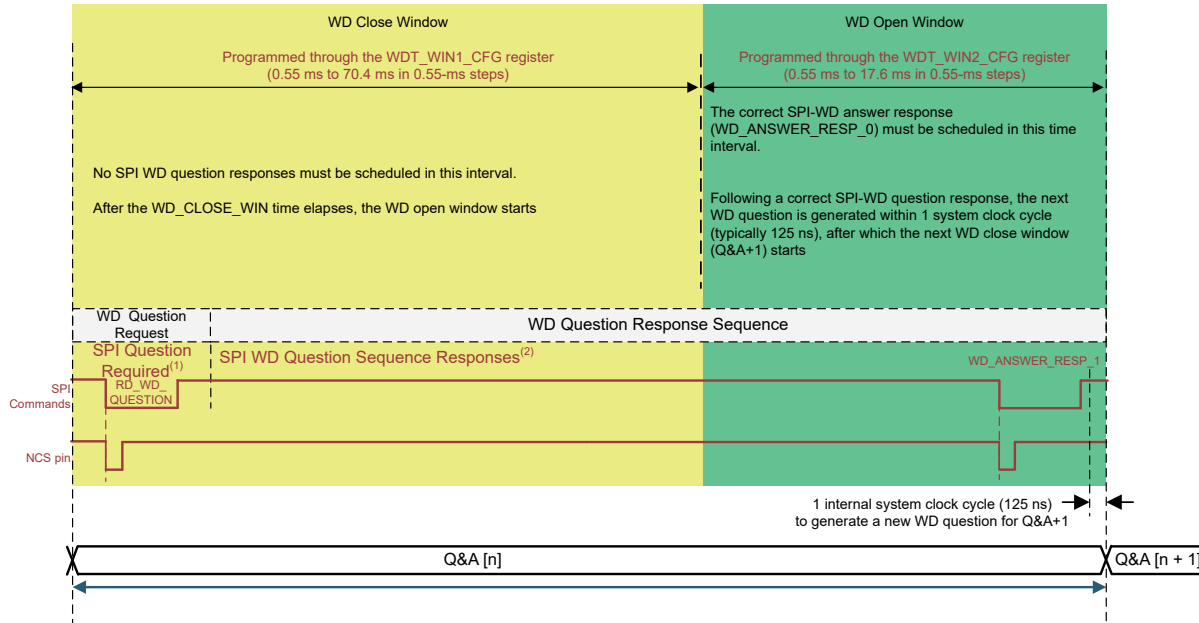 WD Close Window
WD Open Window
Programmed through the WDT_WIN1_CFG register
(0.55 ms to 70.4 ms in 0.55-ms steps)
Programmed through the WDT_WIN2_CFG register
(0.55 ms to 17.6 ms in 0.55-ms steps)
The correct SPI-WD answer response
(WD_ANSWER_RESP_0) must be scheduled in this time
interval.
No SPI WD question responses must be scheduled in this interval.
After the WD_CLOSE_WIN time elapses, the WD open window starts
Following a correct SPI-WD question response, the next
WD question is generated within 1 system clock cycle
(typically 125 ns), after which the next WD close window
(Q&A+1) starts
WD Question
Request
WD Question Response Sequence
SPI Question
Required(1)
SPI WD Question Sequence Responses(2)
WD_ANSWER_RESP_1
RD_WD_
QUESTION
SPI
Commands
NCS pin
1 internal system clock cycle (125 ns)
to generate a new WD question for Q&A+1
Q&A [n]
Q&A [n + 1]